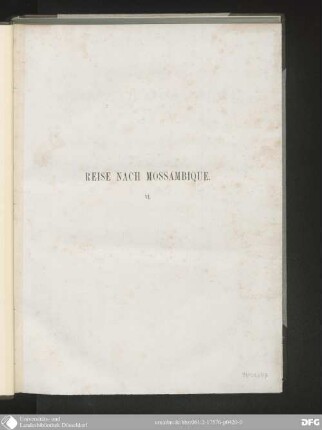 REISE NACH MOSSAMBIQUE.
VI.
Universitäts- und
Landesbibliothek Düsseldorf
DFG